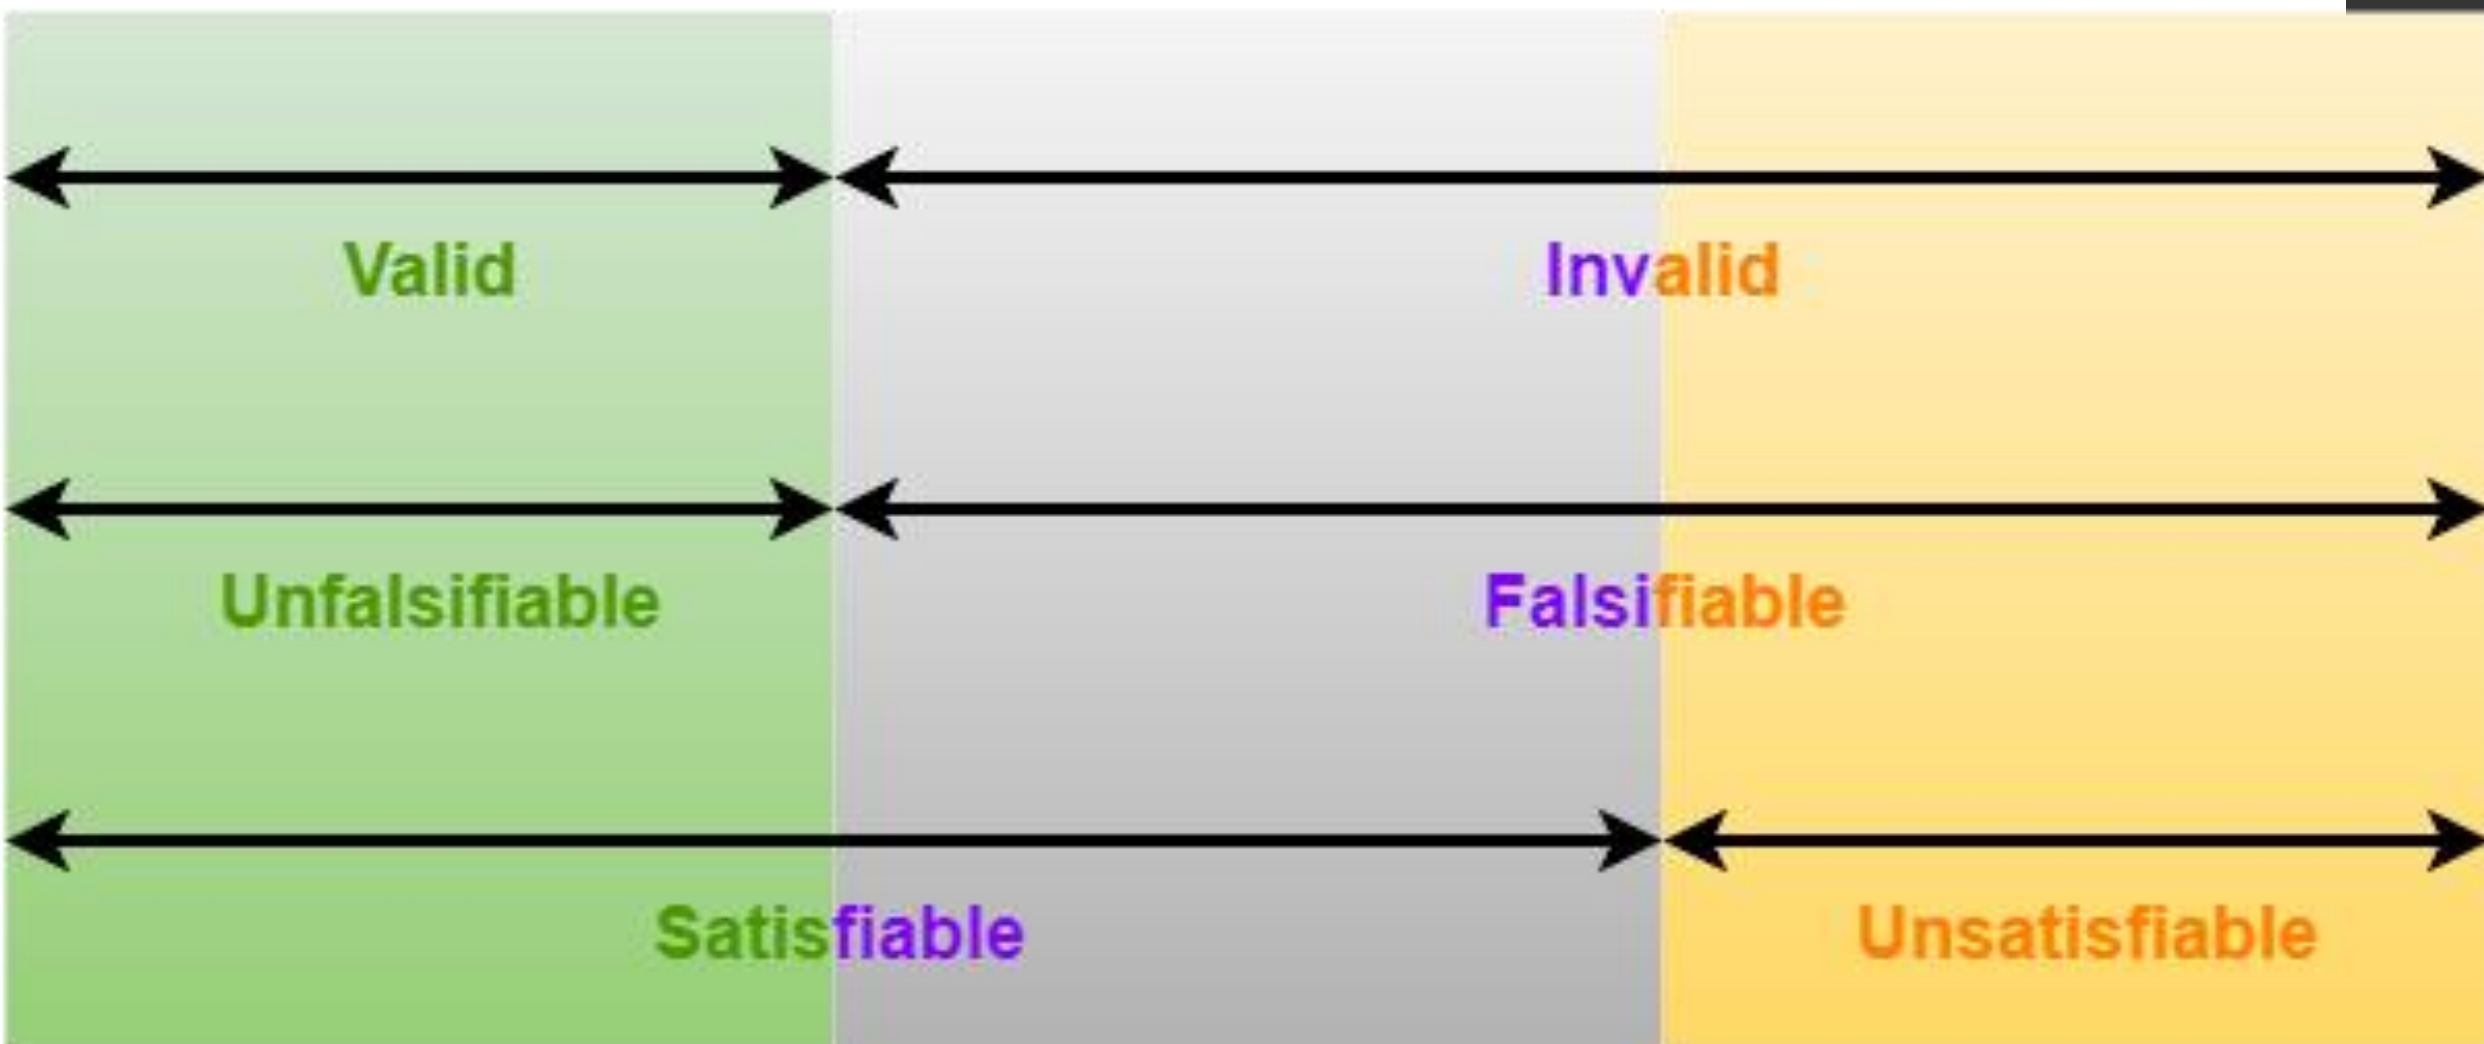 Valid Invalid
Unfalsifiable Falsifiable
Satisfiable Unsatisfiable